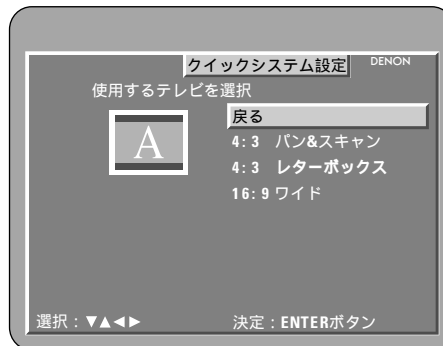 クイックシステム設定 DENON
使用するテレビを選択
A
戻る
4:3 パン&スキャン
4:3 レターボックス
16:9 ワイド
選択:▼▲◀▶ 決定:ENTERボタン